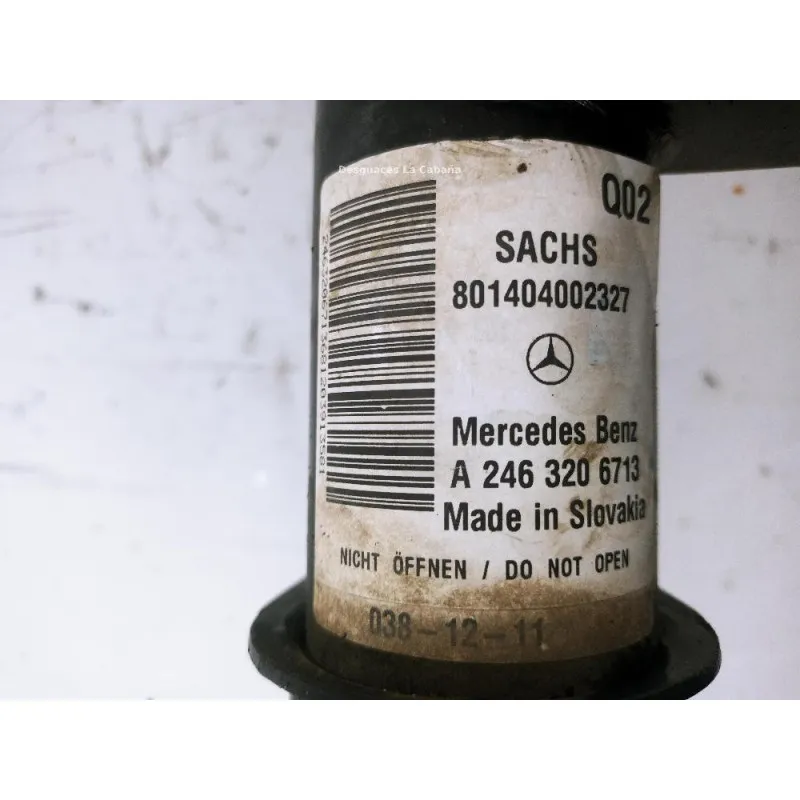 Desguaces La Cabaña
Q02
SACHS
801404002327
Mercedes Benz
A 246 320 6713
Made in Slovakia
NICHT ÖFFNEN / DO NOT OPEN
038-12-11